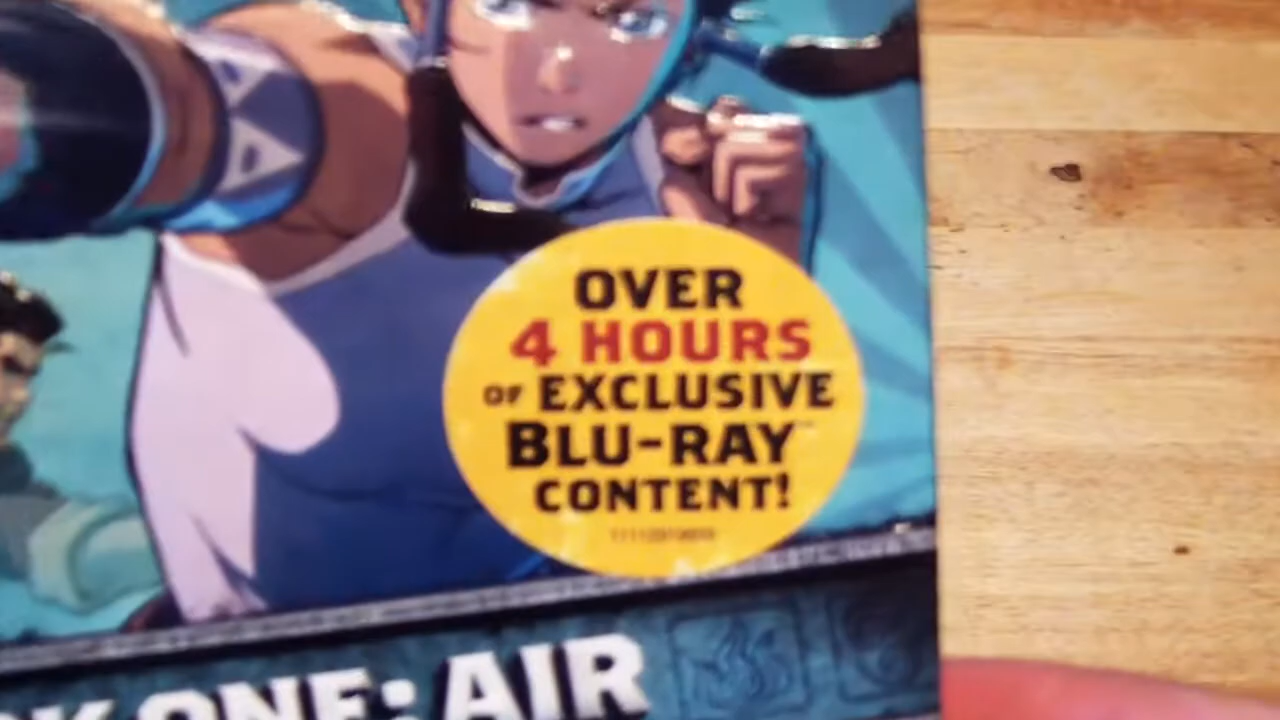 OVER
4 HOURS
OF EXCLUSIVE
BLU-RAY
CONTENT!
ONE: AIR